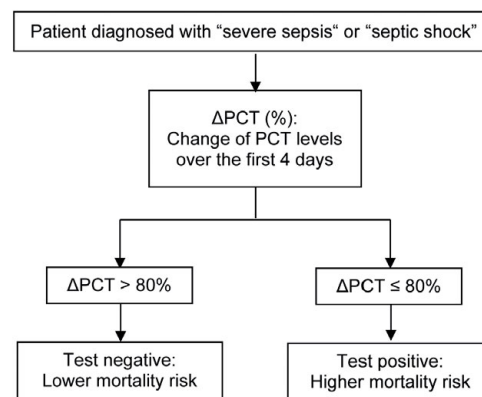 Patient diagnosed with “severe sepsis“ or “septic shock”
ΔPCT (%):
Change of PCT levels
over the first 4 days
ΔPCT > 80%
ΔPCT ≤ 80%
Test negative:
Lower mortality risk
Test positive:
Higher mortality risk